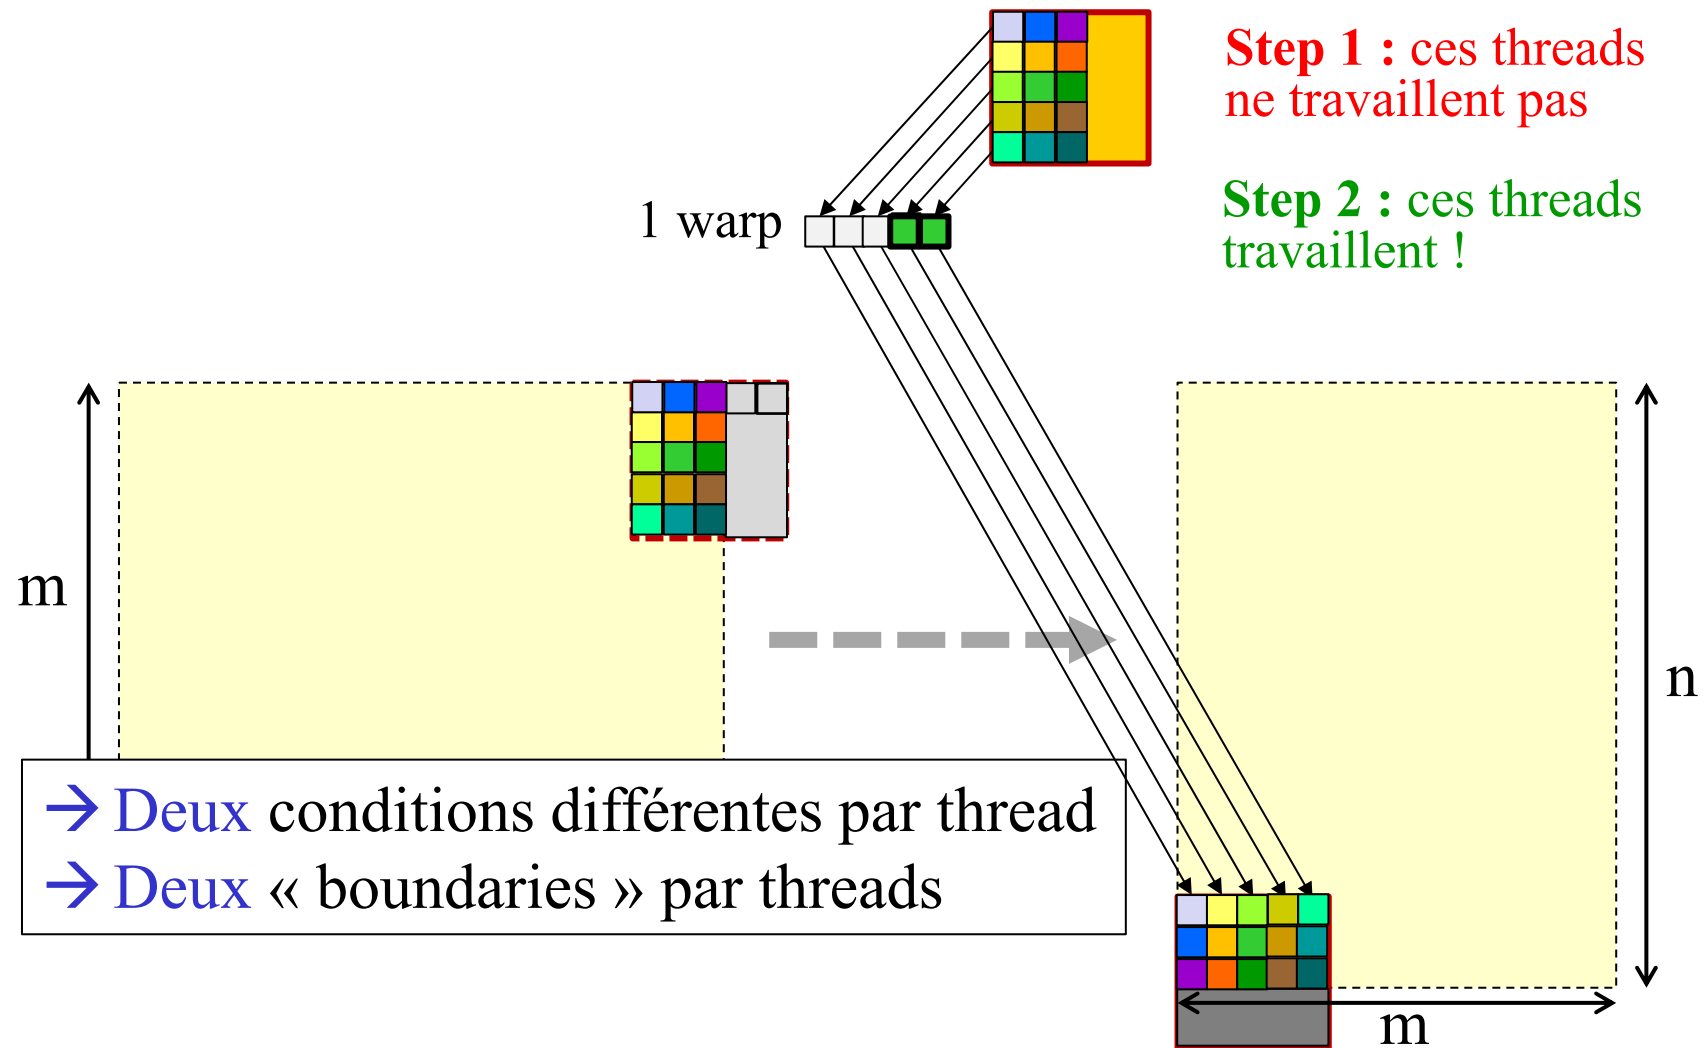 Step 1 : ces threads
ne travaillent pas
1 warp
Step 2 : ces threads
travaillent !
m
n
→ Deux conditions différentes par thread
→ Deux « boundaries » par threads
m